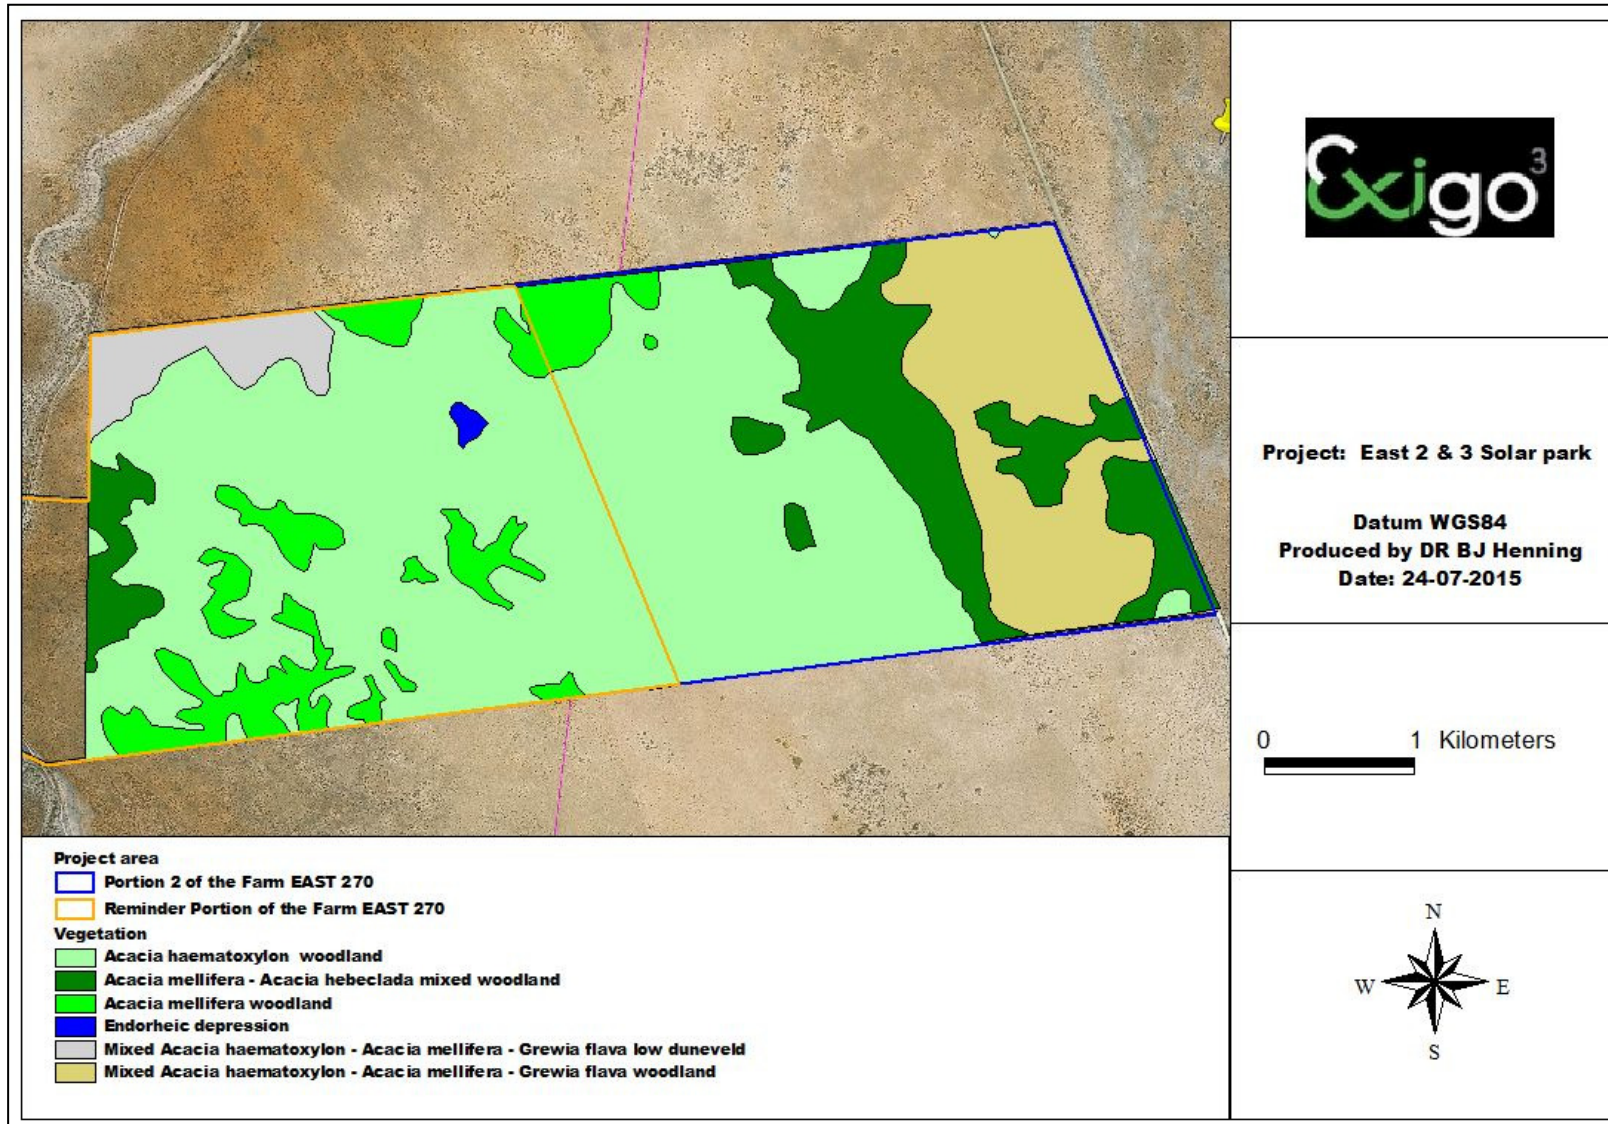 Exigo3
Project: East 2 & 3 Solar park
Datum WGS84
Produced by DR BJ Henning
Date: 24-07-2015
0 1 Kilometers
N
W E
S
Project area
Portion 2 of the Farm EAST 270
Reminder Portion of the Farm EAST 270
Vegetation
Acacia haematoxylon woodland
Acacia mellifera - Acacia hebeclada mixed woodland
Acacia mellifera woodland
Endorheic depression
Mixed Acacia haematoxylon - Acacia mellifera - Grewia flava low duneveld
Mixed Acacia haematoxylon - Acacia mellifera - Grewia flava woodland